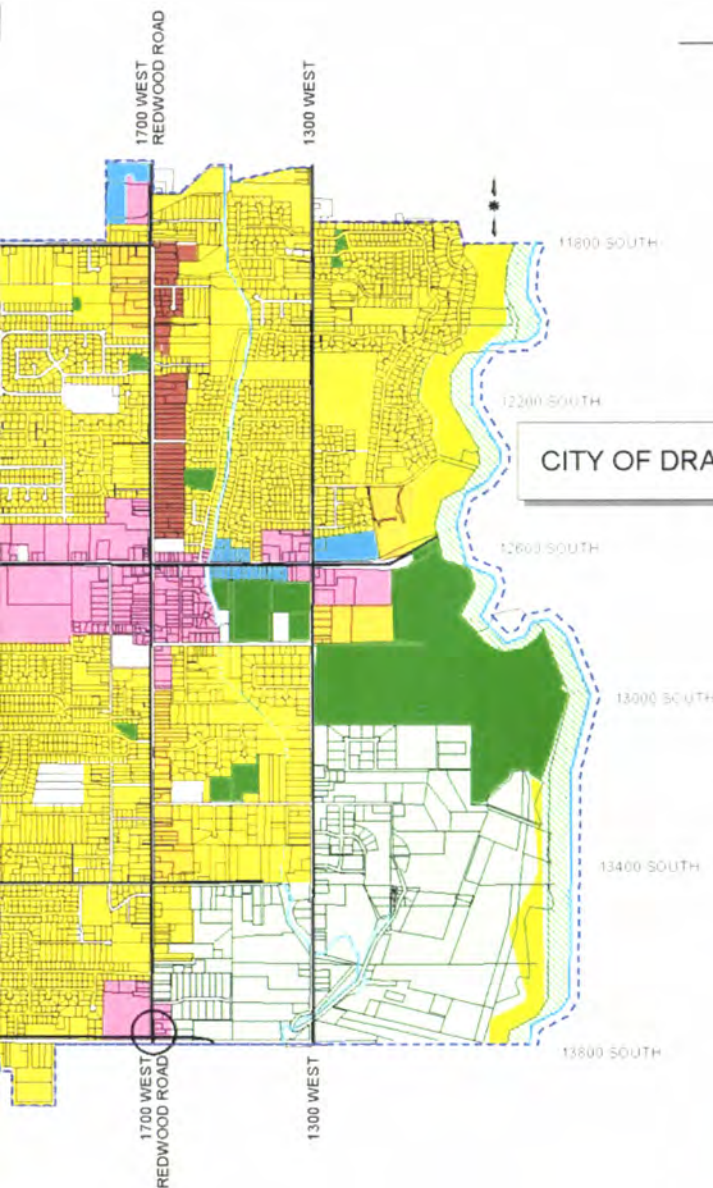 1700 WEST
REDWOOD ROAD
1300 WEST
11800 SOUTH
12200 SOUTH
CITY OF DRA
12600 SOUTH
13000 SOUTH
13400 SOUTH
13800 SOUTH
1700 WEST
REDWOOD ROAD
1300 WEST